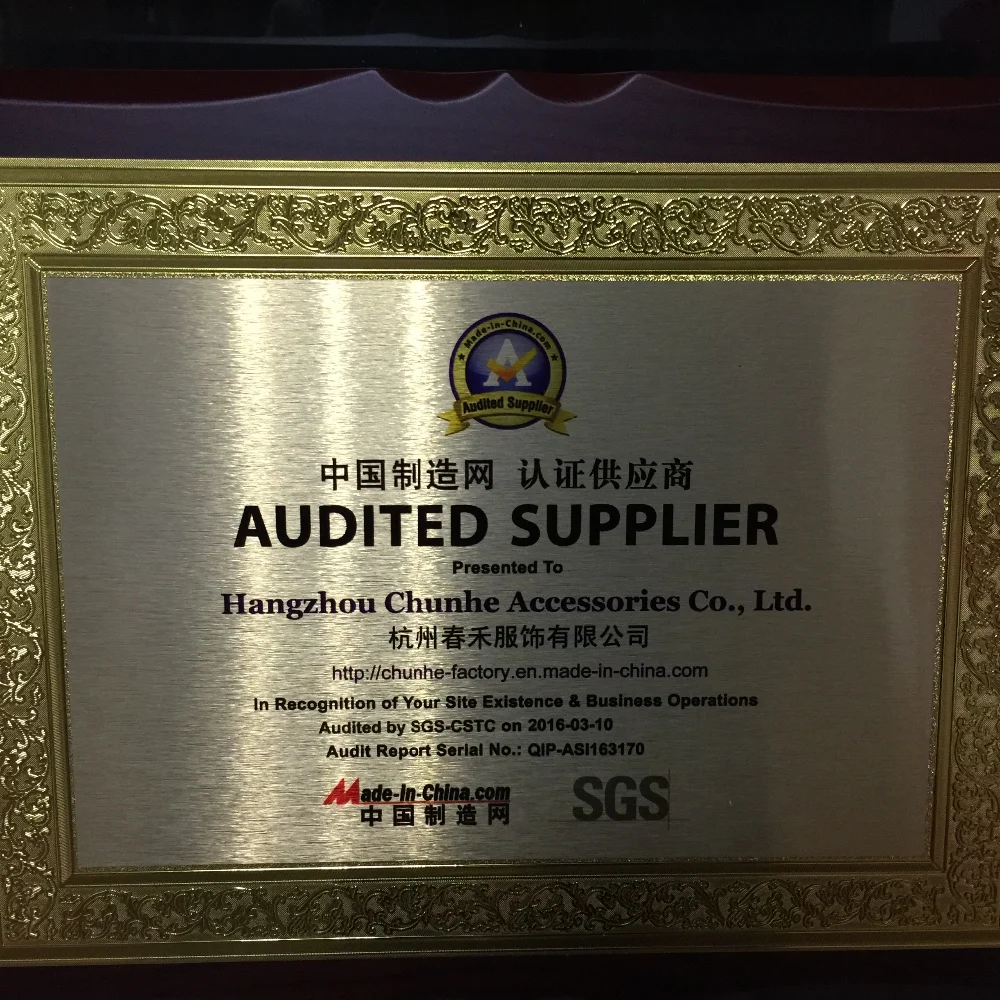 Made-in-China.com
A
Audited Supplier
中国制造网 认证供应商
AUDITED SUPPLIER
Presented To
Hangzhou Chunhe Accessories Co., Ltd.
杭州春禾服饰有限公司
http://chunhe-factory.en.made-in-china.com
In Recognition of Your Site Existence & Business Operations
Audited by SGS-CSTC on 2016-03-10
Audit Report Serial No.: QIP-ASI163170
Made-in-China.com
中国制造网
SGS